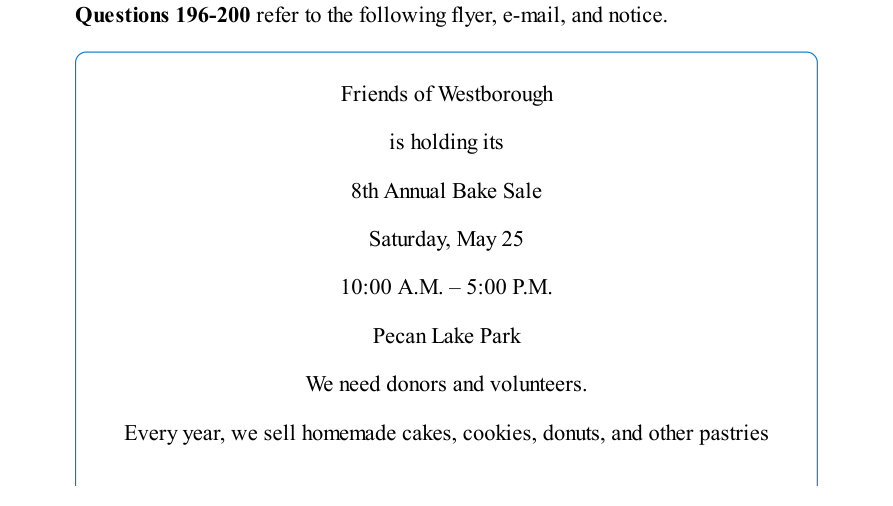 Questions 196-200 refer to the following flyer, e-mail, and notice.
Friends of Westborough
is holding its
8th Annual Bake Sale
Saturday, May 25
10:00 A.M. – 5:00 P.M.
Pecan Lake Park
We need donors and volunteers.
Every year, we sell homemade cakes, cookies, donuts, and other pastries